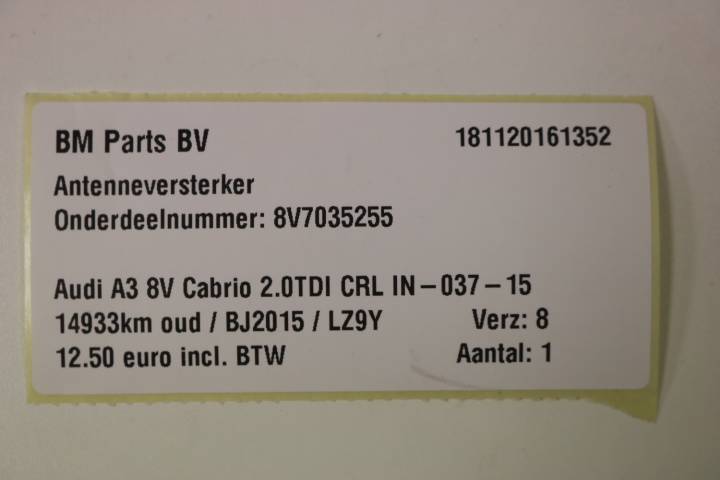 BM Parts BV 181120161352
Antenneversterker
Onderdeelnummer: 8V7035255
Audi A3 8V Cabrio 2.0TDI CRL IN-037-15
14933km oud / BJ2015 / LZ9Y Verz: 8
12.50 euro incl. BTW Aantal: 1